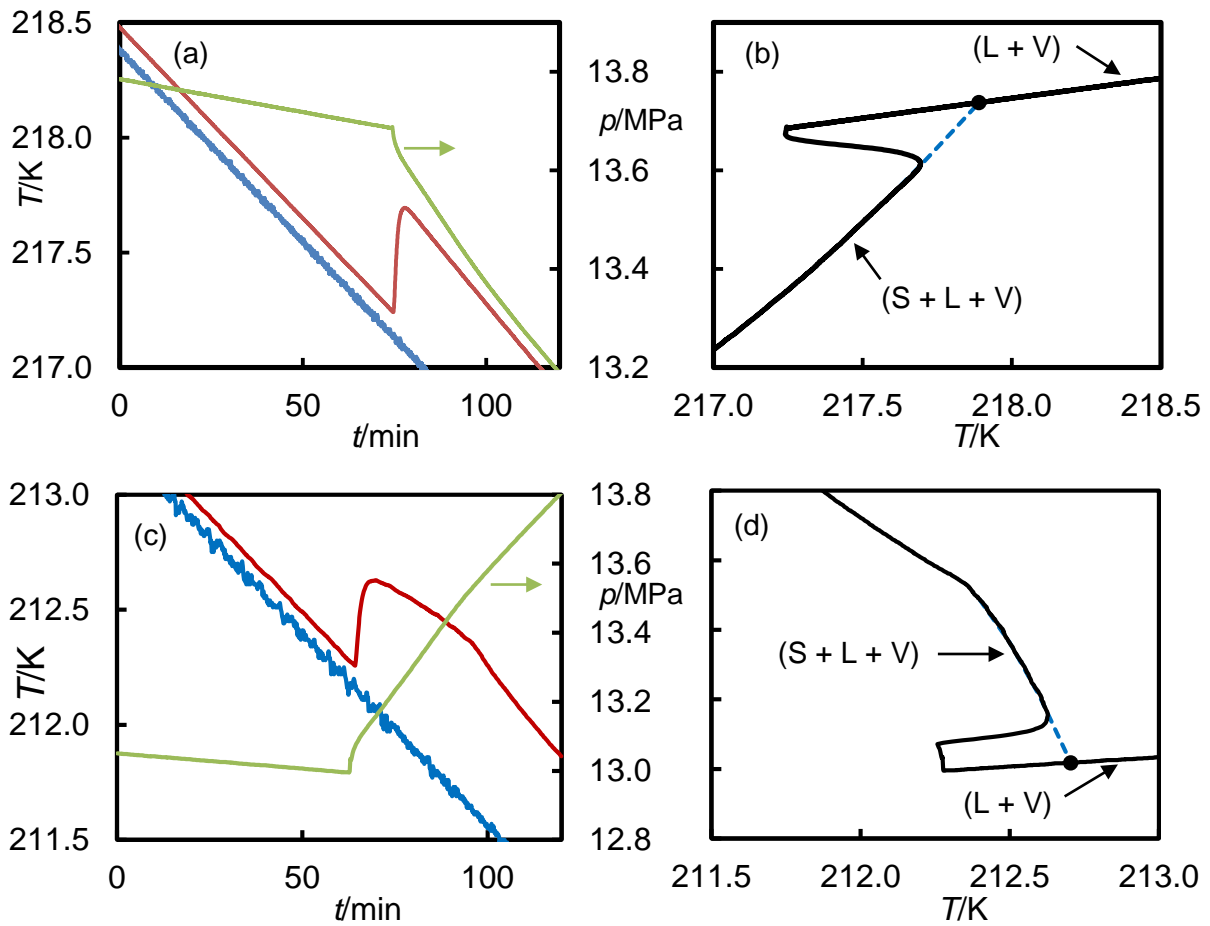 218.5
218.0
217.5
217.0
T/K
(a)
0
50
100
t/min
13.8
p/MPa
13.6
13.4
13.2
(b)
(L + V)
(S + L + V)
217.0
217.5
218.0
218.5
T/K
213.0
212.5
212.0
211.5
T/K
(c)
0
50
100
t/min
13.8
13.6
p/MPa
13.4
13.2
13.0
12.8
(d)
(S + L + V)
(L + V)
211.5
212.0
212.5
213.0
T/K